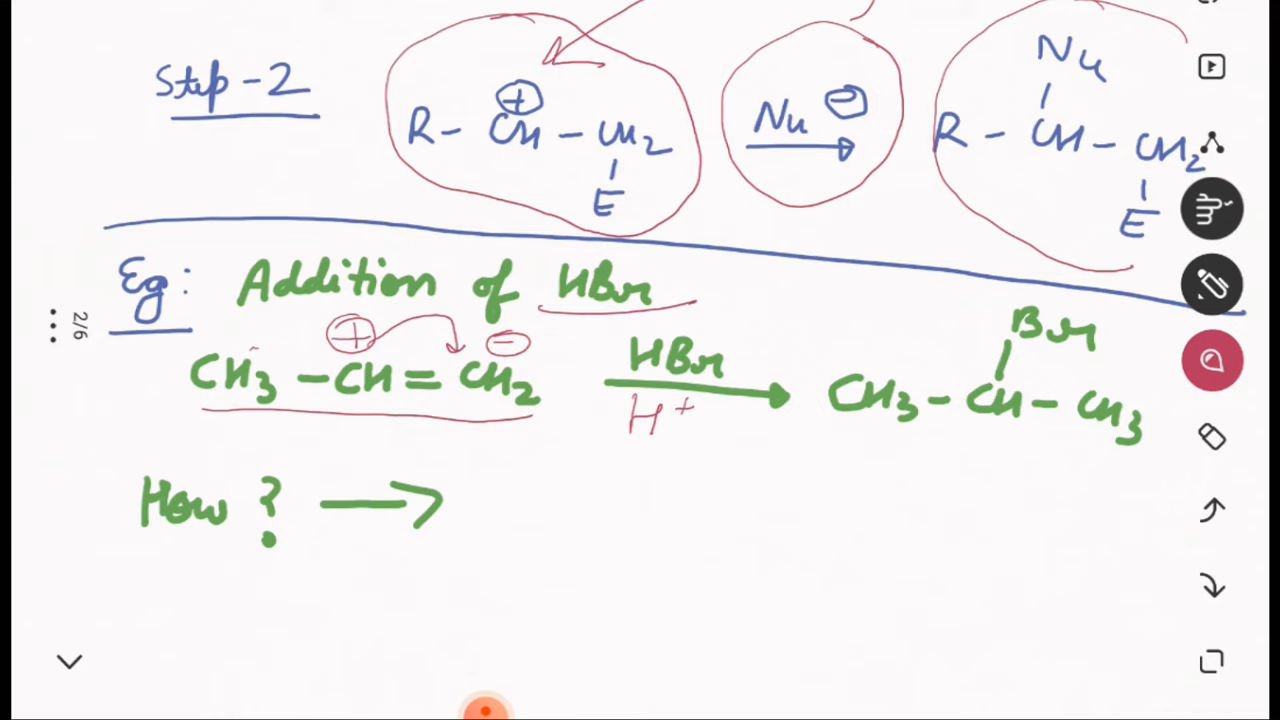 Nu
Step-2 R - CH - CH2 Nu R - CH - CH2
+ -
E E
Eg: Addition of HBr
+ - Br
CH3 - CH = CH2 HBr CH3 - CH - CH3
H+
How ? →
2/6